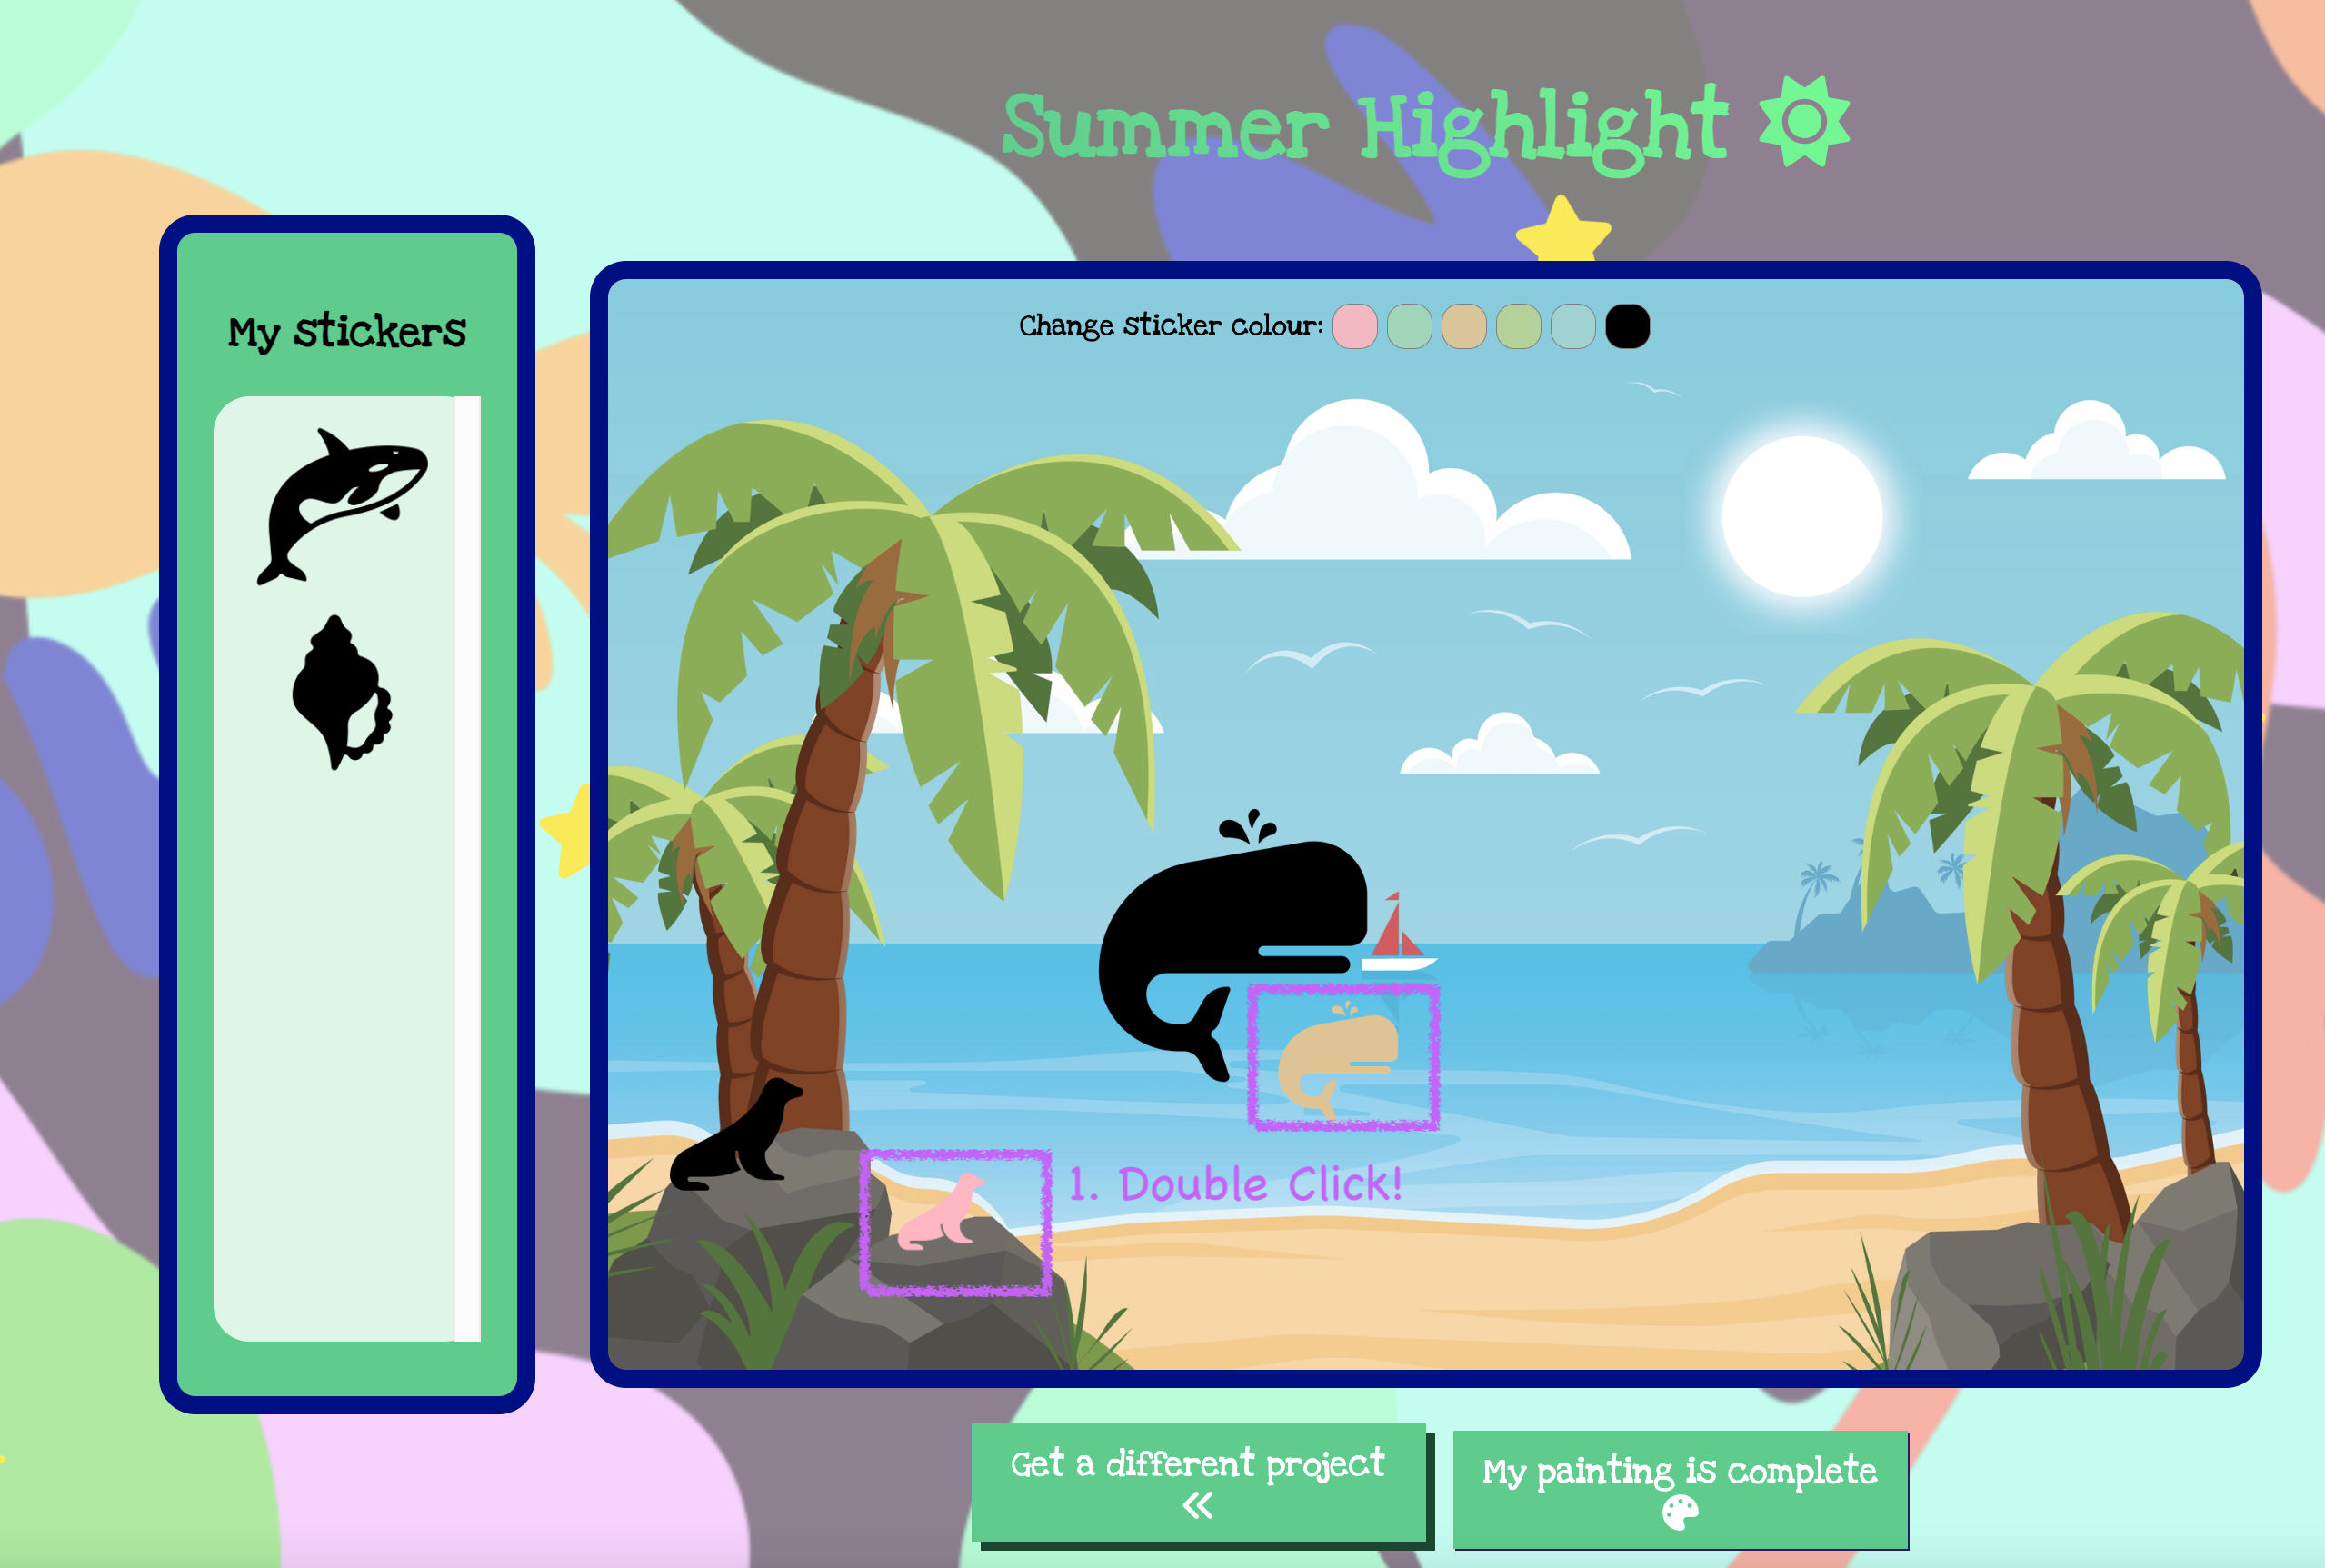 Summer Highlight
My stickers
Change sticker colour:
1. Double Click!
Get a different project
My painting is complete